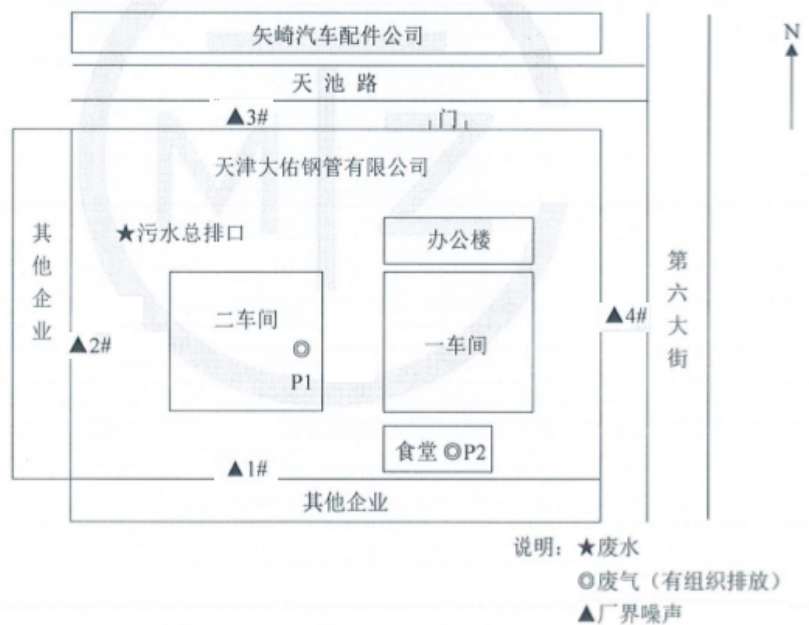 矢崎汽车配件公司
N
天池路
▲3#
门
天津大佑钢管有限公司
其他企业
★污水总排口
办公楼
第六大街
二车间
▲4#
▲2#
一车间
◎
P1
食堂 ◎P2
▲1#
其他企业
说明：★废水
◎废气（有组织排放）
▲厂界噪声